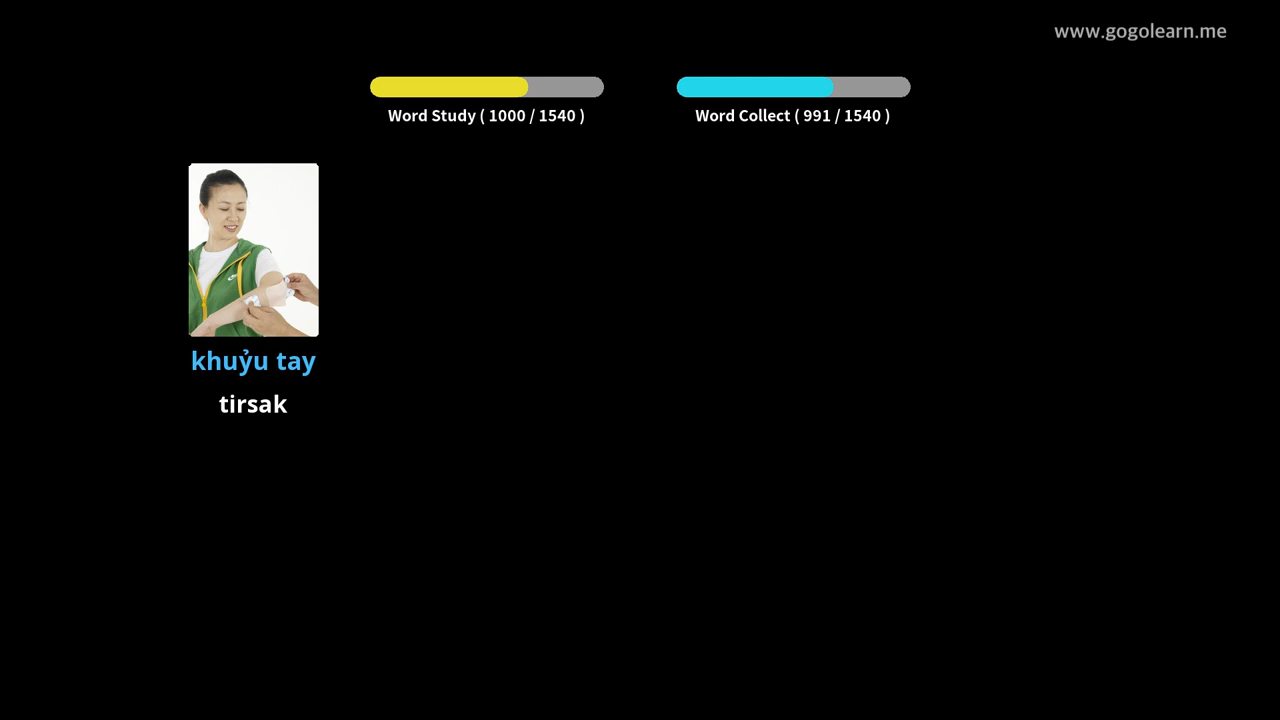 www.gogolearn.me
Word Study ( 1000 / 1540 )
Word Collect ( 991 / 1540 )
khuỷu tay
tirsak